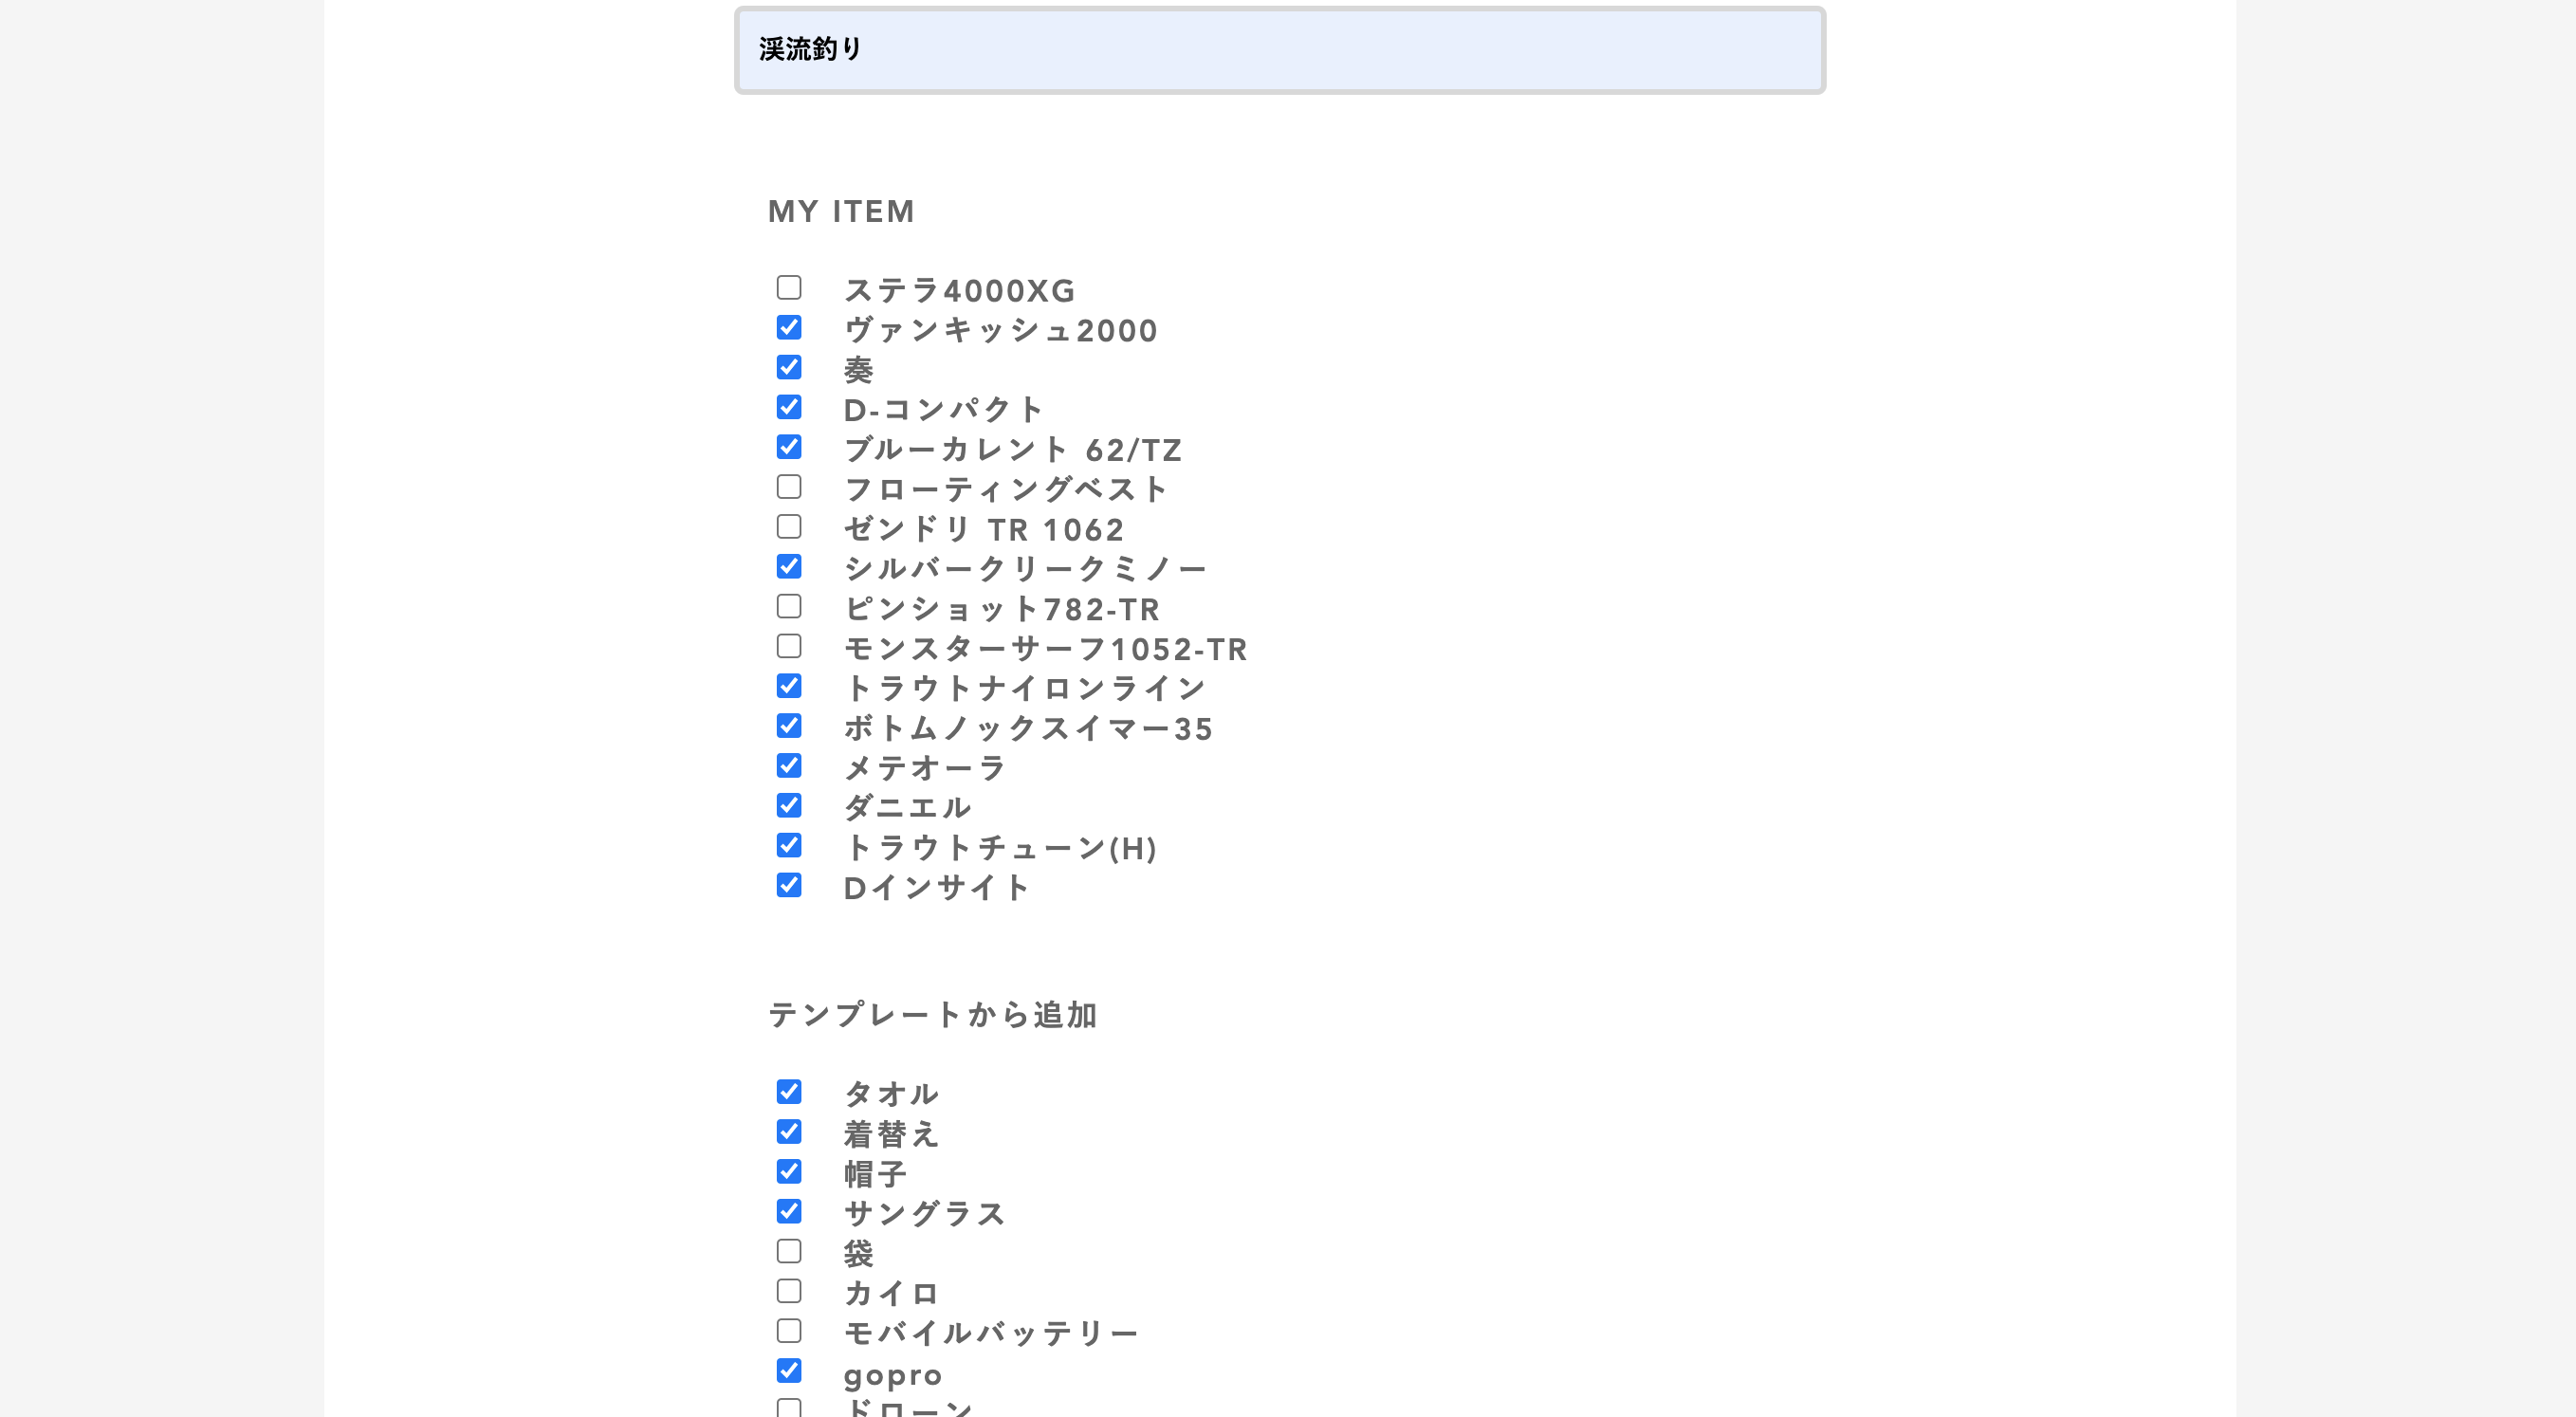 渓流釣り
MY ITEM
ステラ4000XG
ヴァンキッシュ2000
奏
D-コンパクト
ブルーカレント 62/TZ
フローティングベスト
ゼンドリ TR 1062
シルバークリークミノー
ピンショット782-TR
モンスターサーフ1052-TR
トラウトナイロンライン
ボトムノックスイマー35
メテオーラ
ダニエル
トラウトチューン(H)
Dインサイト
テンプレートから追加
タオル
着替え
帽子
サングラス
袋
カイロ
モバイルバッテリー
gopro
ドローン